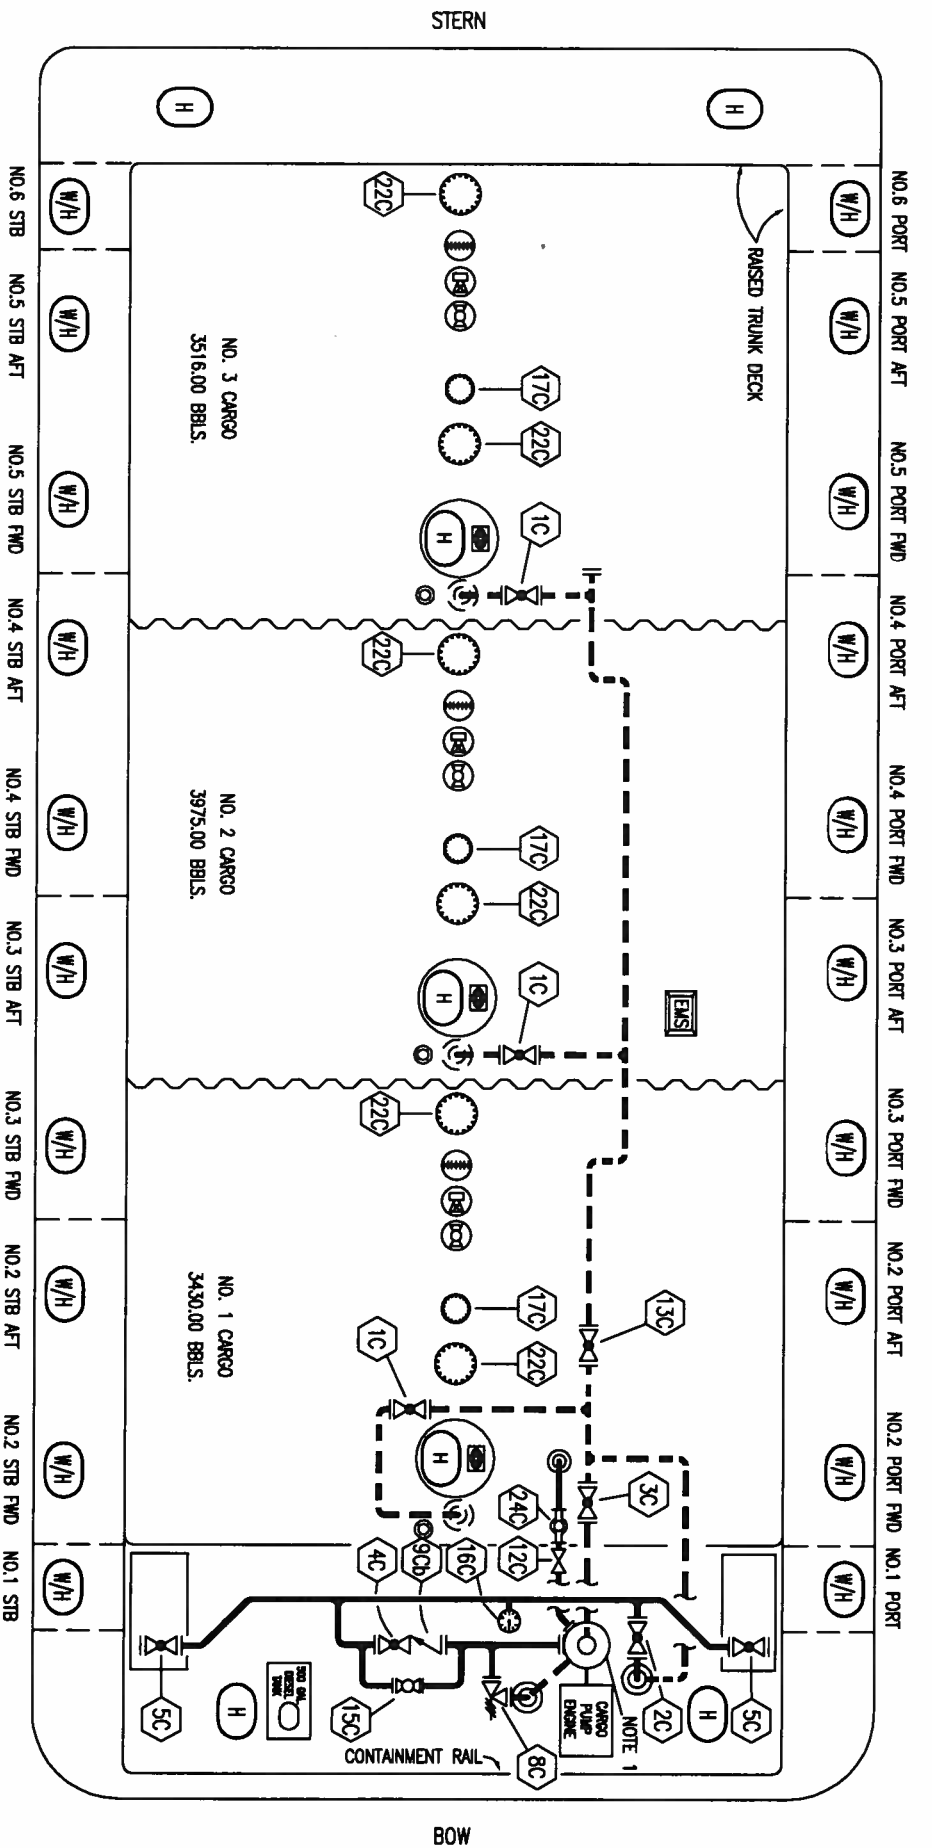 STERN
H
H
NO.6 STB
W/H
22C
W/H
NO.6 PORT
RAISED TRUNK DECK
NO.5 STB AFT
W/H
NO. 3 CARGO
3516.00 BBLS.
17C
22C
W/H
NO.5 PORT AFT
NO.5 STB FWD
W/H
H
1C
W/H
NO.5 PORT FWD
NO.4 STB AFT
W/H
22C
W/H
NO.4 PORT AFT
NO.4 STB FWD
W/H
NO. 2 CARGO
3975.00 BBLS.
17C
22C
W/H
NO.4 PORT FWD
NO.3 STB AFT
W/H
H
1C
EMS
W/H
NO.3 PORT AFT
NO.3 STB FWD
W/H
22C
W/H
NO.3 PORT FWD
NO.2 STB AFT
W/H
NO. 1 CARGO
3430.00 BBLS.
17C
22C
1C
13C
W/H
NO.2 PORT AFT
NO.2 STB FWD
W/H
H
24C
3C
W/H
NO.2 PORT FWD
NO.1 STB
W/H
4C
9Cb
16C
12C
W/H
NO.1 PORT
5C
H
500 GAL.
DIESEL
TANK
15C
CARGO
PUMP
ENGINE
NOTE 1
2C
H
5C
CONTAINMENT RAIL
8C
BOW